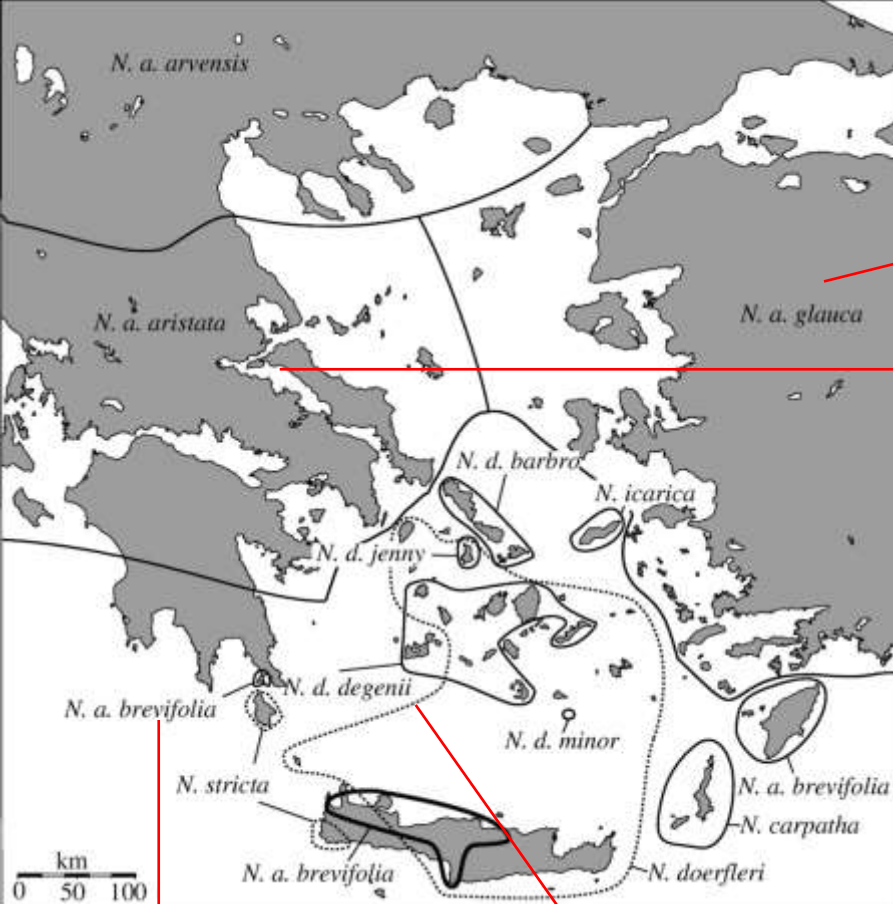 N. a. arvensis
N. a. aristata
N. a. glauca
N. d. barbro
N. icarica
N. d. jenny
N. d. degenii
N. a. brevifolia
N. d. minor
N. stricta
N. a. brevifolia
N. carpatha
N. a. brevifolia
N. doerfleri
km
0 50 100